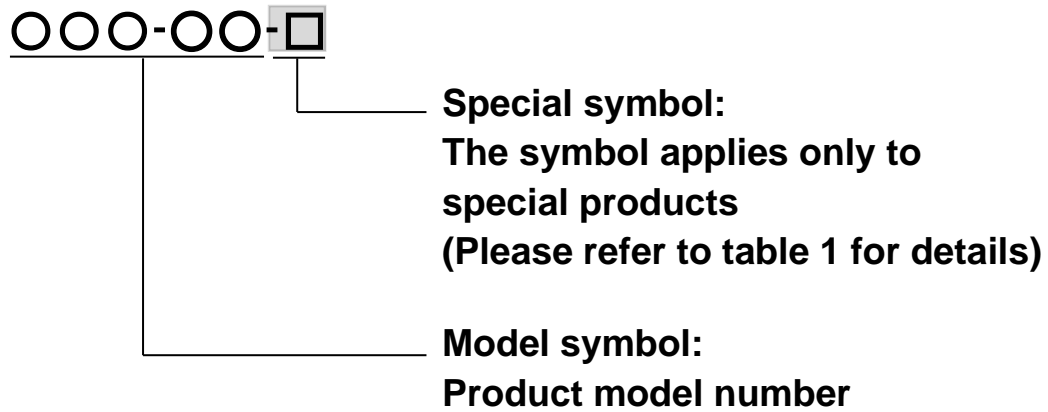 ○○○-○○-□
Special symbol:
The symbol applies only to
special products
(Please refer to table 1 for details)
Model symbol:
Product model number